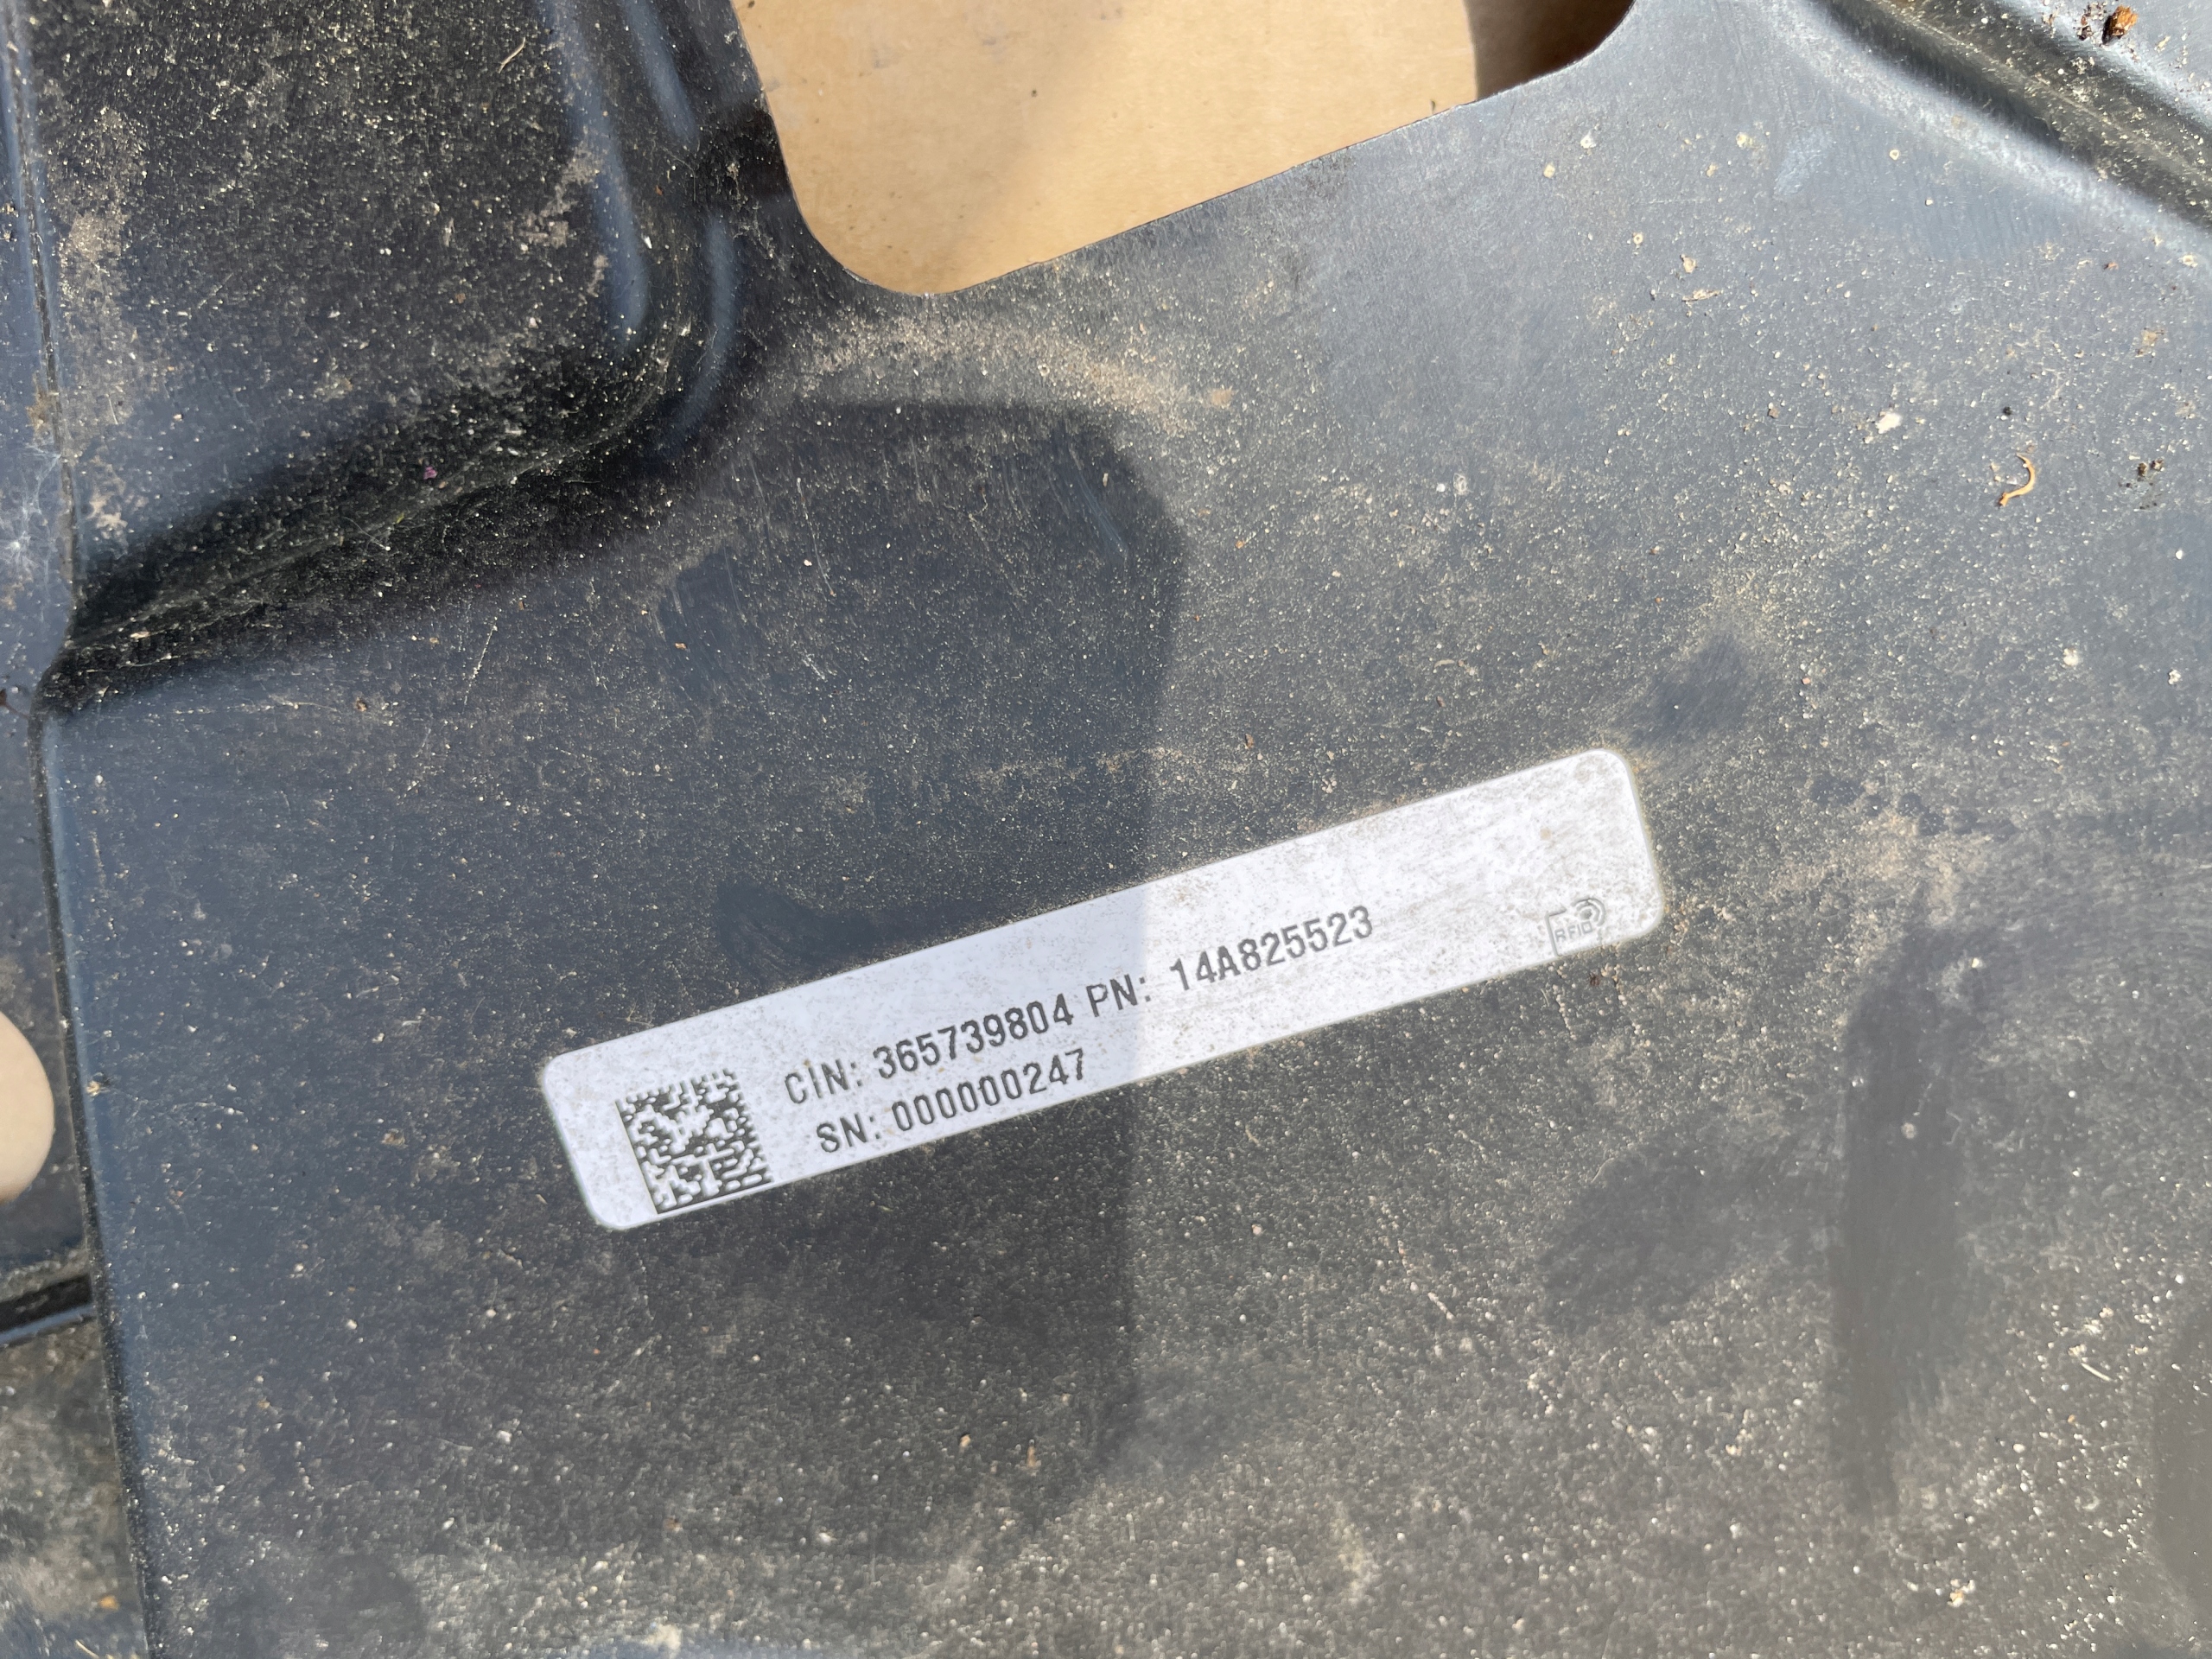 CIN: 365739804 PN: 14A825523
SN: 000000247
RFID